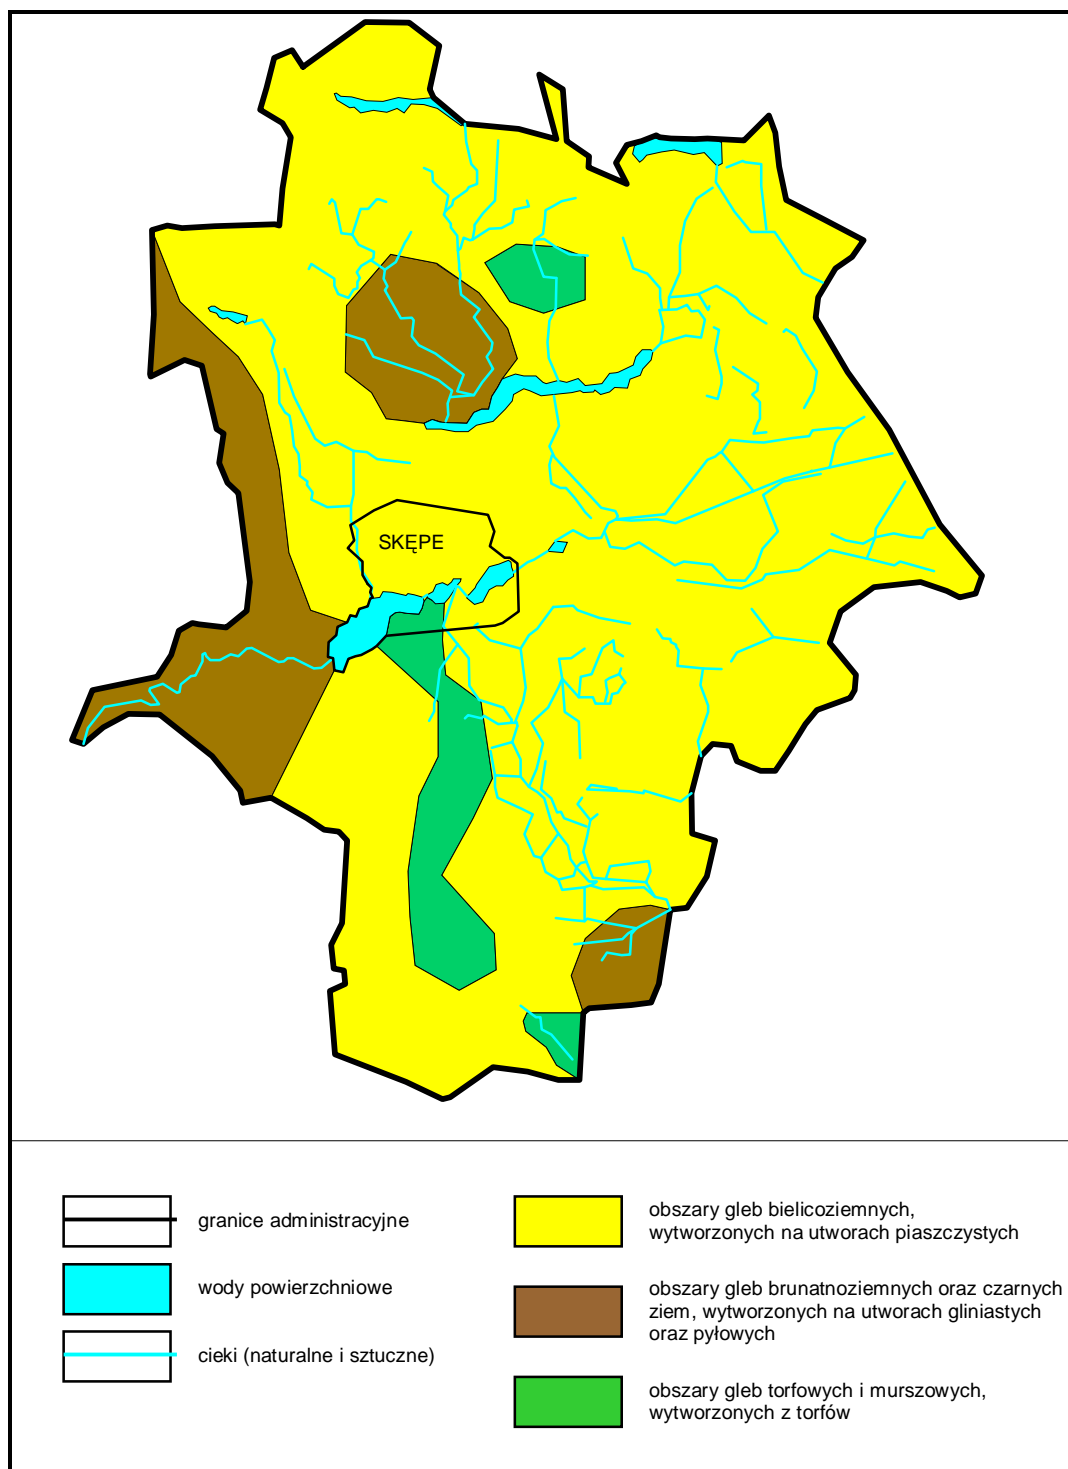 SKĘPE
granice administracyjne
wody powierzchniowe
cieki (naturalne i sztuczne)
obszary gleb bielicoziemnych,
wytworzonych na utworach piaszczystych
obszary gleb brunatnoziemnych oraz czarnych
ziem, wytworzonych na utworach gliniastych
oraz pyłowych
obszary gleb torfowych i murszowych,
wytworzonych z torfów